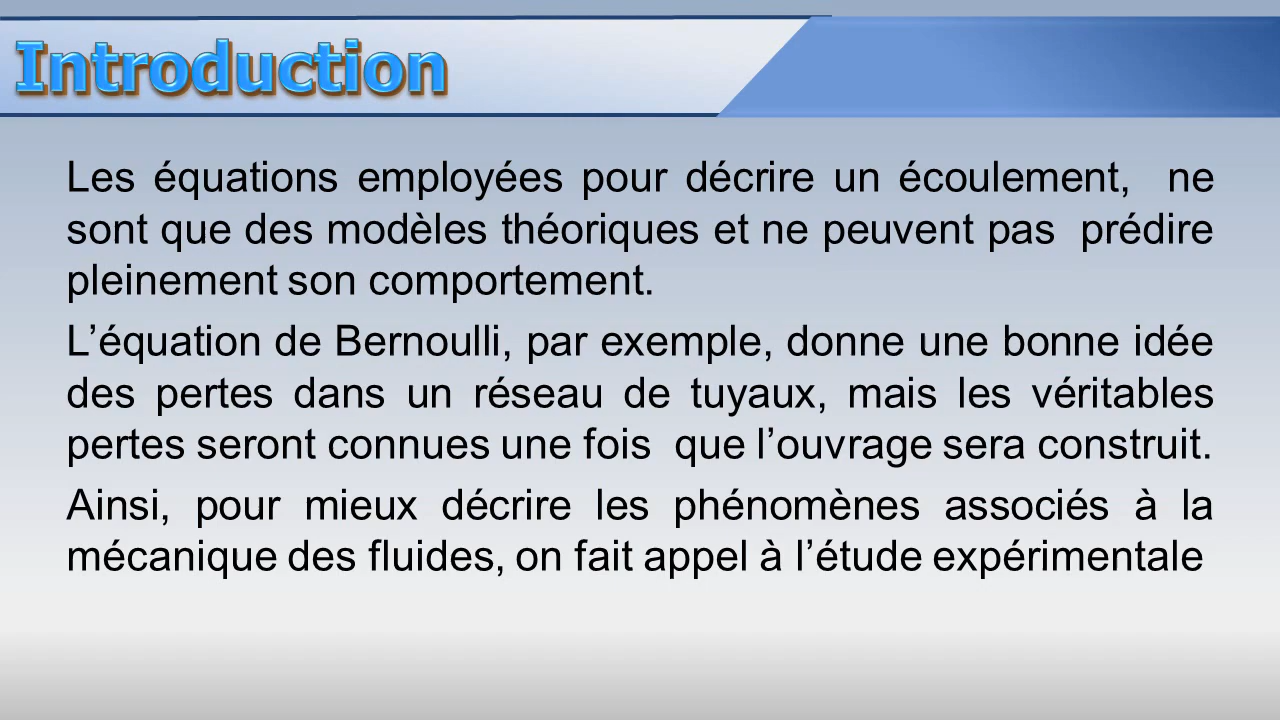 Introduction
Les équations employées pour décrire un écoulement, ne
sont que des modèles théoriques et ne peuvent pas prédire
pleinement son comportement.
L’équation de Bernoulli, par exemple, donne une bonne idée
des pertes dans un réseau de tuyaux, mais les véritables
pertes seront connues une fois que l’ouvrage sera construit.
Ainsi, pour mieux décrire les phénomènes associés à la
mécanique des fluides, on fait appel à l’étude expérimentale